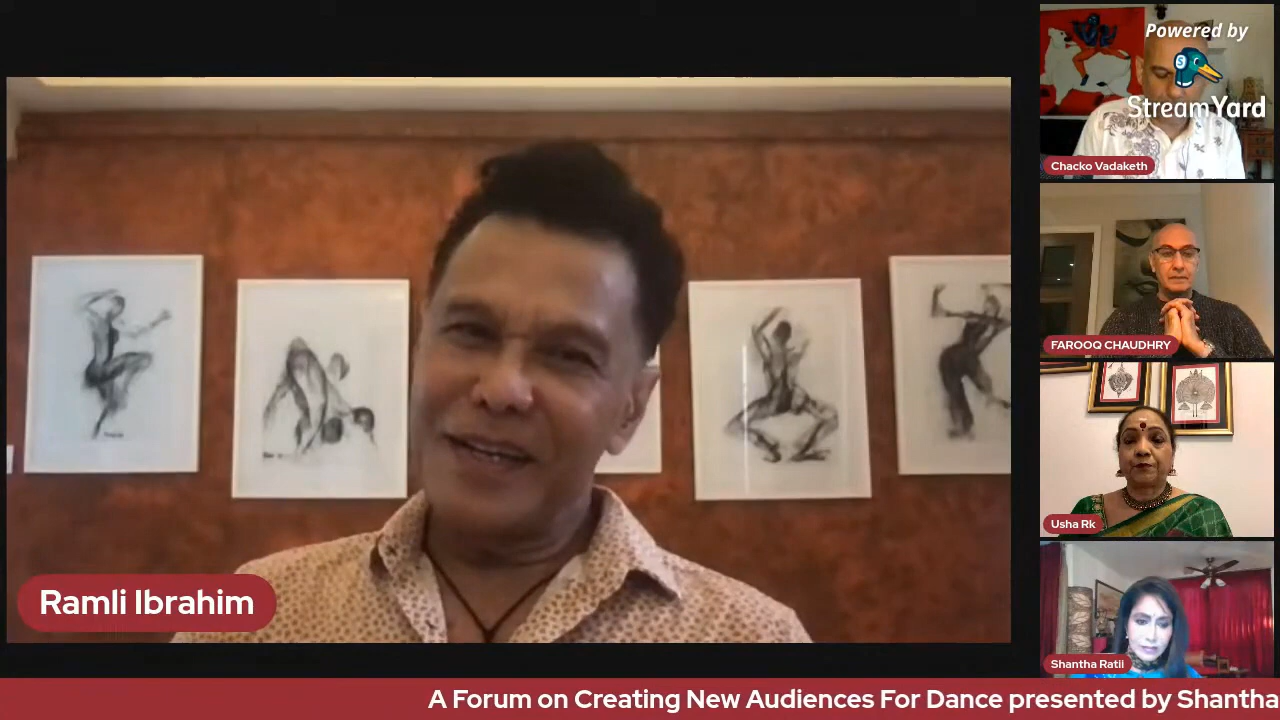 Powered by
StreamYard
Chacko Vadaketh
FAROOQ CHAUDHRY
Usha Rk
Shantha Ratii
Ramli Ibrahim
A Forum on Creating New Audiences For Dance presented by Shantha